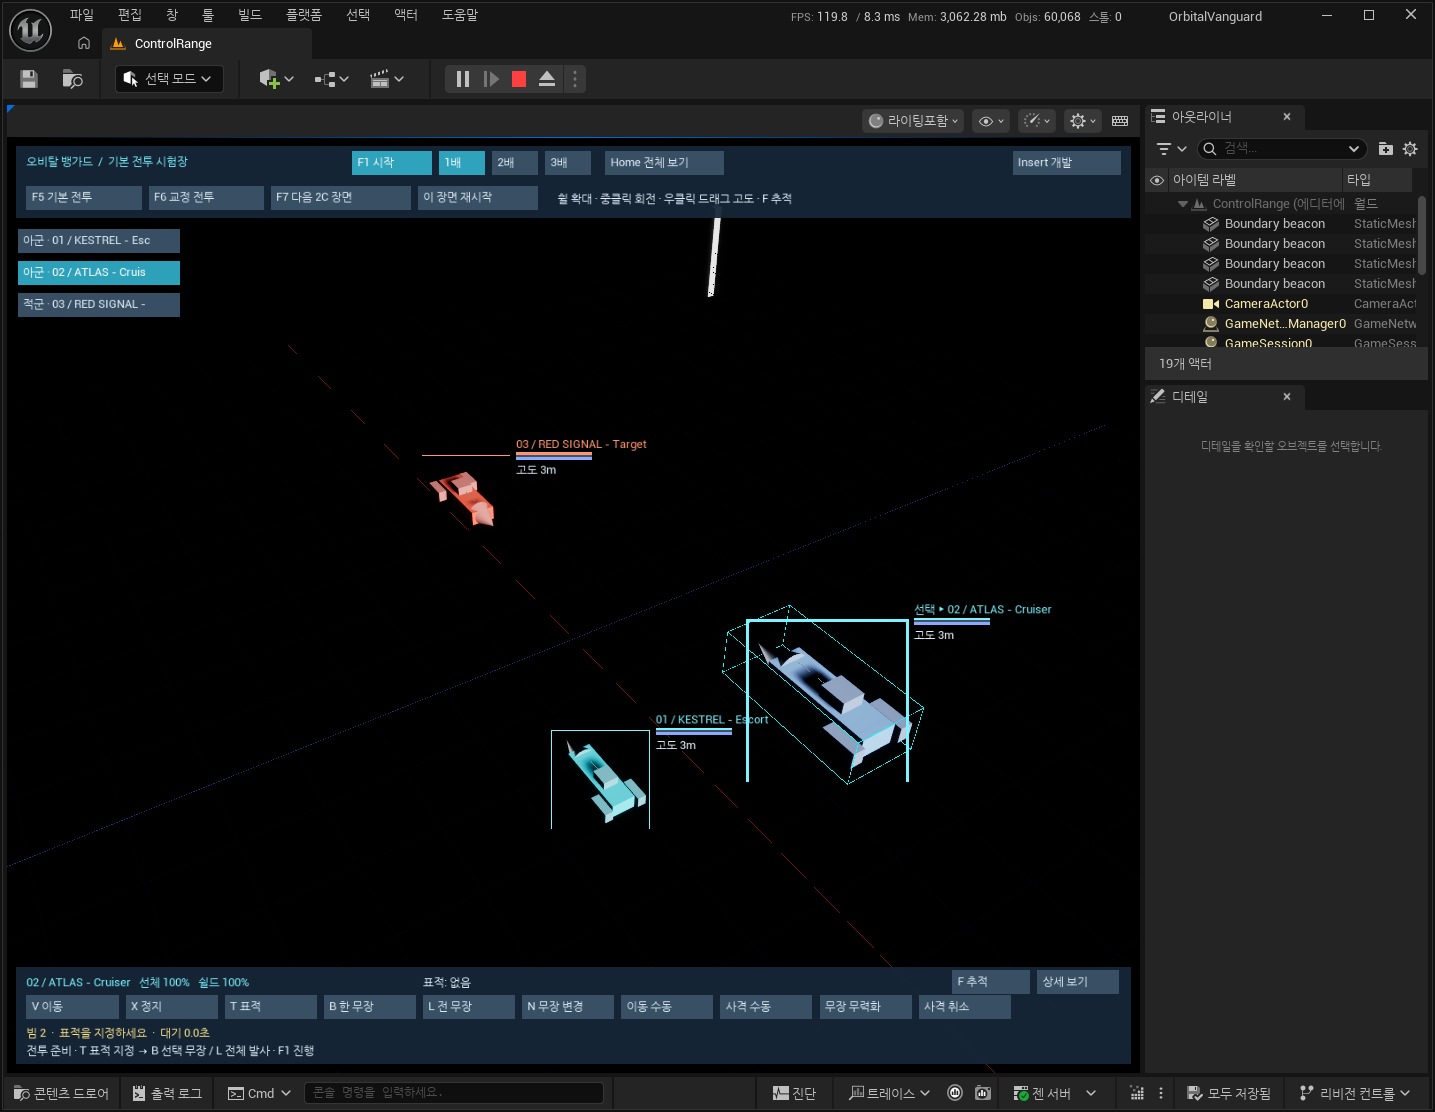 파일 편집 창 툴 빌드 플랫폼 선택 액터 도움말
FPS: 119.8 / 8.3 ms Mem: 3,062.28 mb Objs: 60,068 스톨: 0
OrbitalVanguard
ControlRange
선택 모드
라이팅포함
오비탈 뱅가드 / 기본 전투 시험장
F1 시작 1배 2배 3배 Home 전체 보기 Insert 개발
F5 기본 전투 F6 교정 전투 F7 다음 2C 장면 이 장면 재시작 휠 확대 · 중클릭 회전 · 우클릭 드래그 고도 · F 추적
아군 · 01 / KESTREL - Esc
아군 · 02 / ATLAS - Cruis
적군 · 03 / RED SIGNAL -
03 / RED SIGNAL - Target
고도 3m
선택 ▸ 02 / ATLAS - Cruiser
고도 3m
01 / KESTREL - Escort
고도 3m
02 / ATLAS - Cruiser 선체 100% 쉴드 100% 표적: 없음 F 추적 상세 보기
V 이동 X 정지 T 표적 B 한 무장 L 전 무장 N 무장 변경 이동 수동 사격 수동 무장 무력화 사격 취소
빔 2 · 표적을 지정하세요 · 대기 0.0초
전투 준비 · T 표적 지정 → B 선택 무장 / L 전체 발사 · F1 진행
아웃라이너
검색...
아이템 라벨 타입
ControlRange (에디터에 월드
Boundary beacon StaticMesh
Boundary beacon StaticMesh
Boundary beacon StaticMesh
Boundary beacon StaticMesh
CameraActor0 CameraAct
GameNet...Manager0 GameNetw
GameSession0 GameSess
19개 액터
디테일
디테일을 확인할 오브젝트를 선택합니다.
콘텐츠 드로어 출력 로그 Cmd 콘솔 명령을 입력하세요. 진단 트레이스 젠 서버 모두 저장됨 리비전 컨트롤